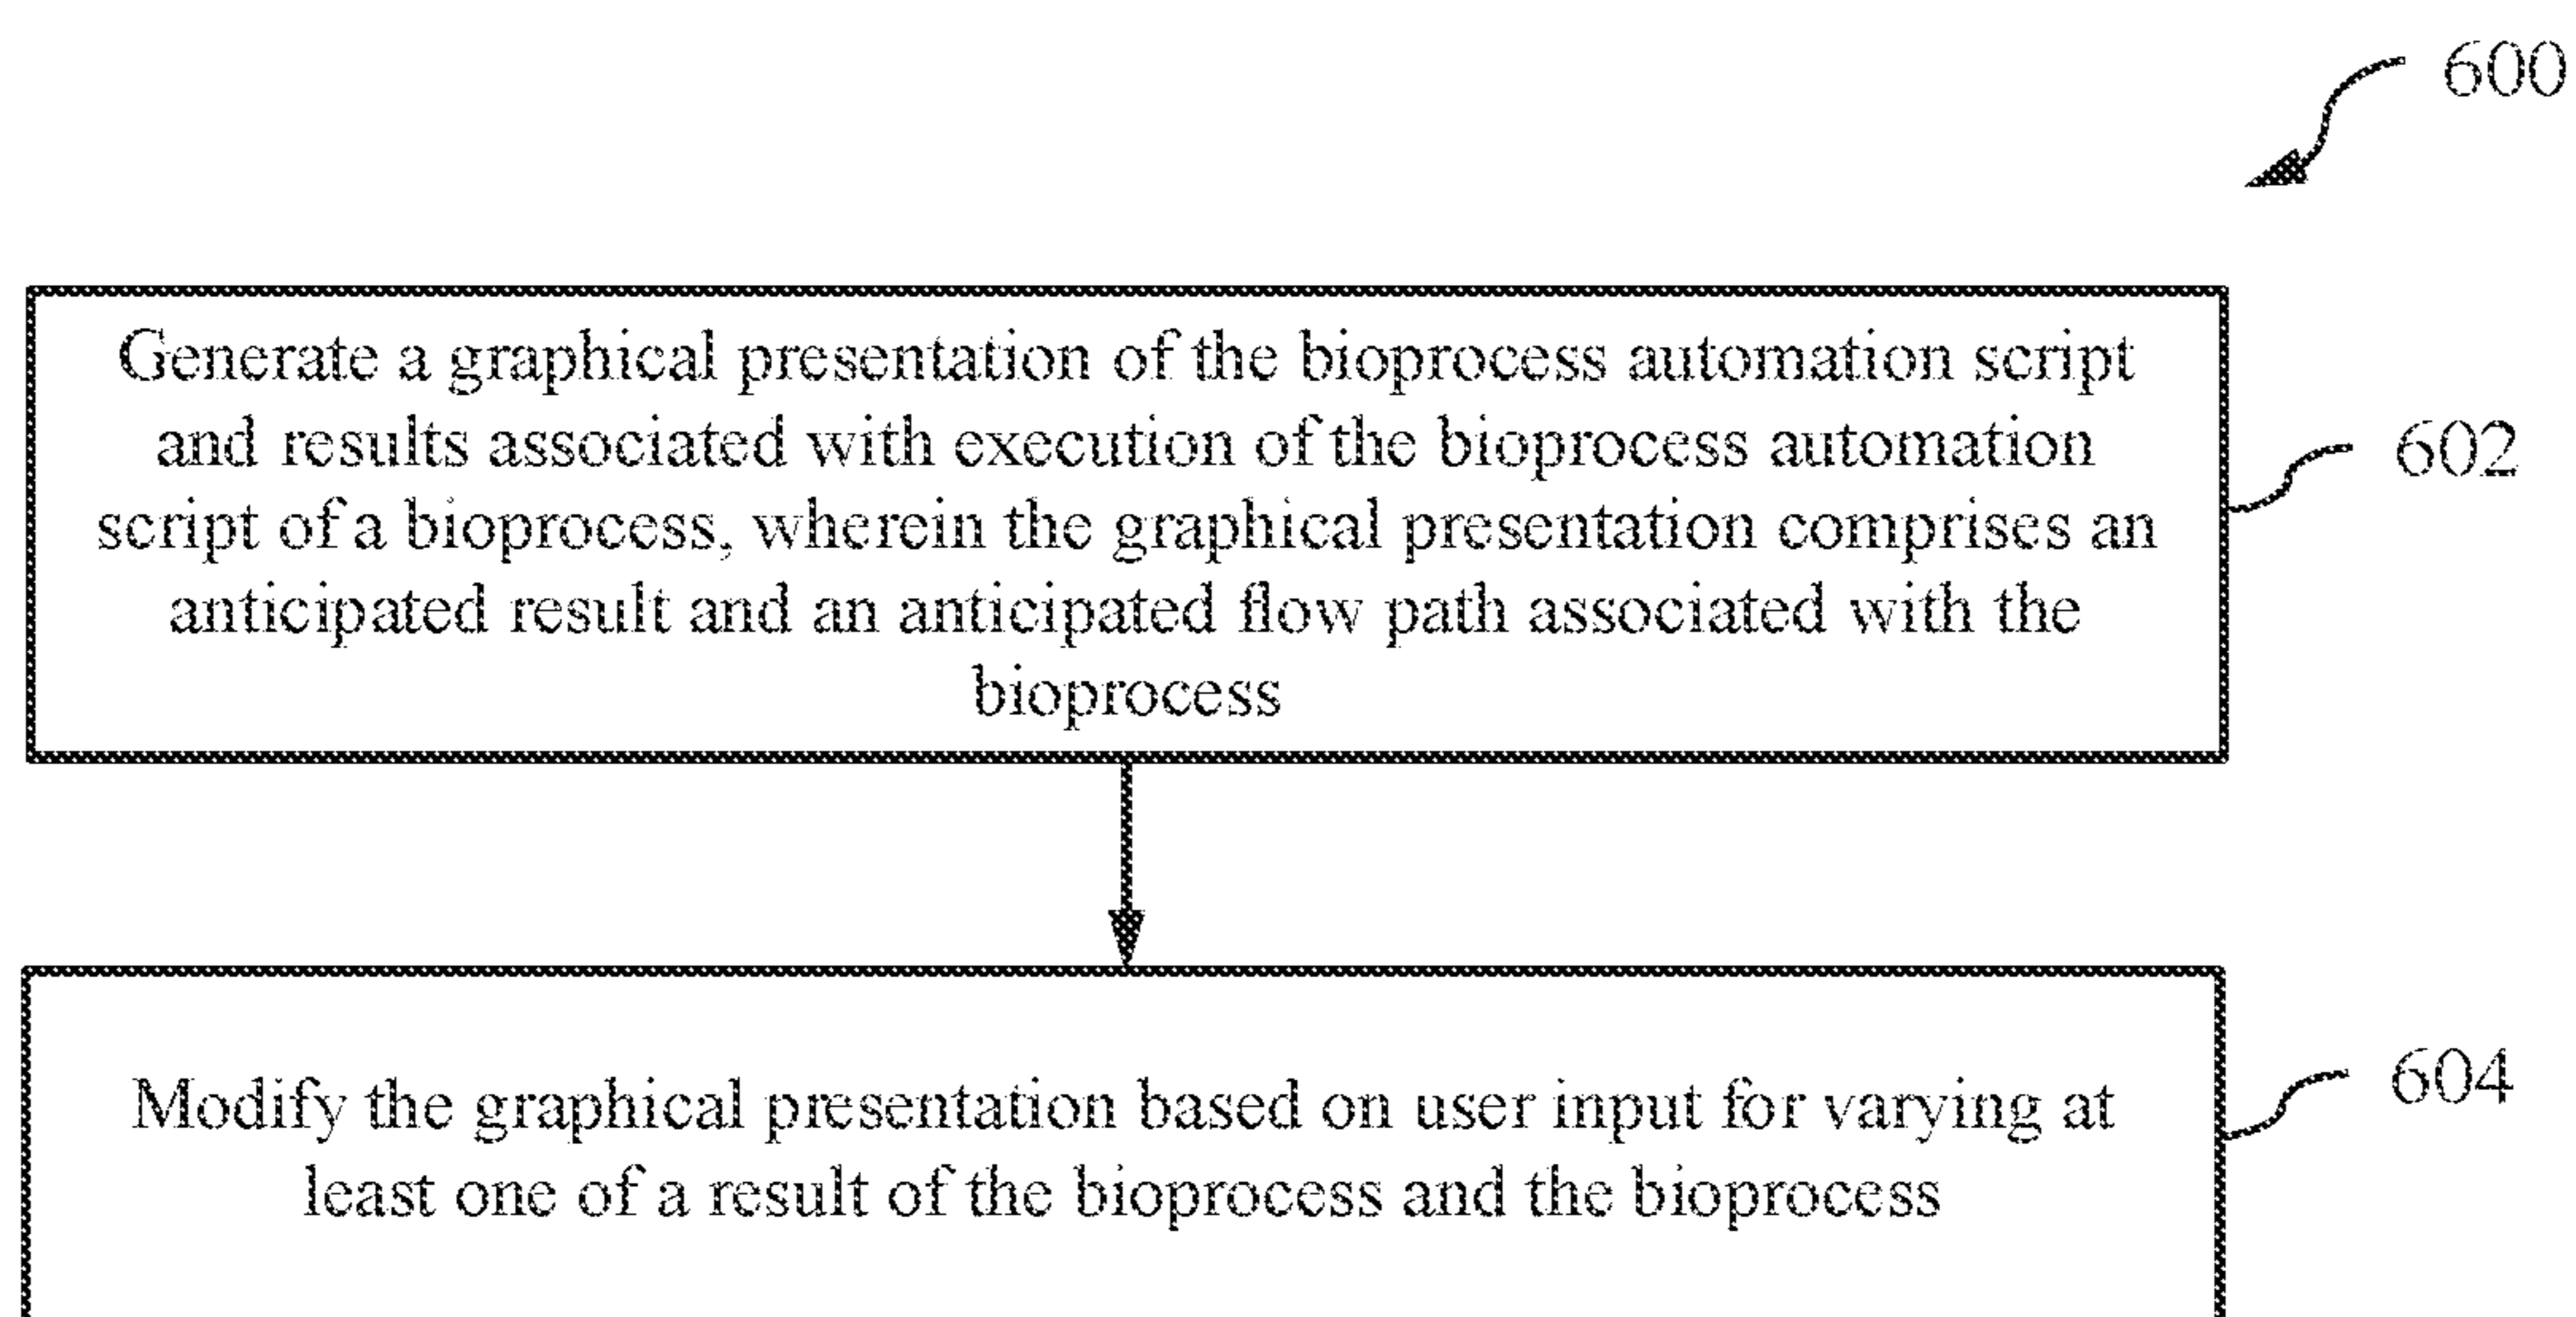 600
Generate a graphical presentation of the bioprocess automation script
and results associated with execution of the bioprocess automation
script of a bioprocess, wherein the graphical presentation comprises an
anticipated result and an anticipated flow path associated with the
bioprocess
602
Modify the graphical presentation based on user input for varying at
least one of a result of the bioprocess and the bioprocess
604